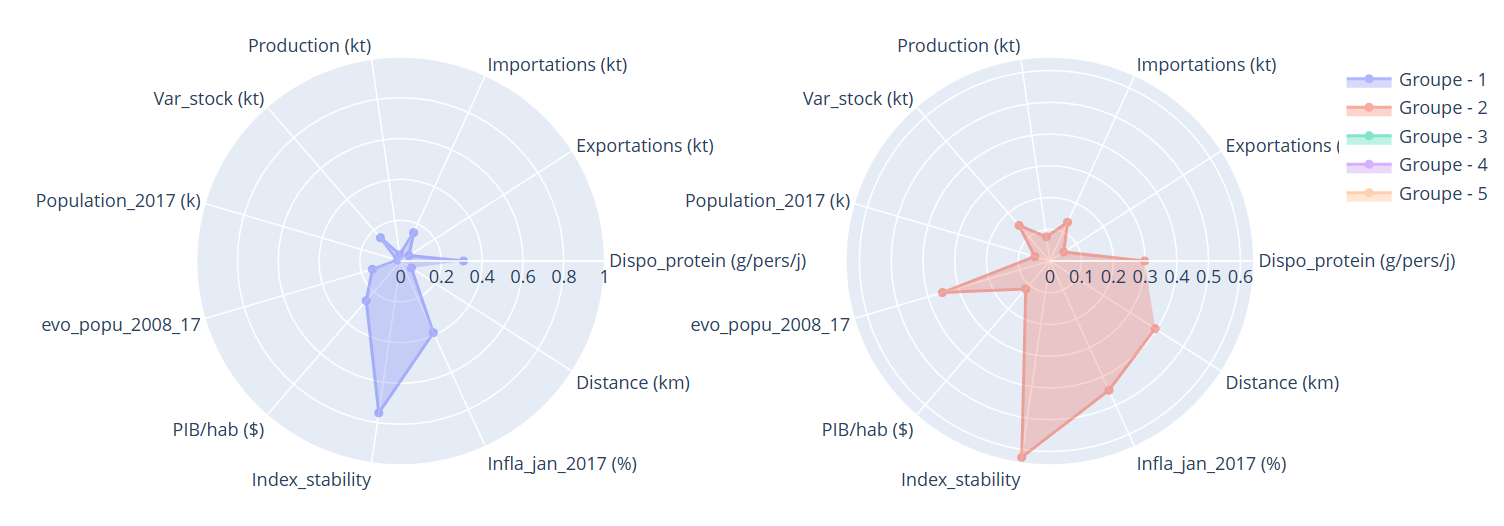 Production (kt)
Importations (kt)
Var_stock (kt)
Exportations (kt)
Population_2017 (k)
0 0.2 0.4 0.6 0.8 1
Dispo_protein (g/pers/j)
evo_popu_2008_17
Distance (km)
PIB/hab ($)
Infla_jan_2017 (%)
Index_stability
Production (kt)
Importations (kt)
Var_stock (kt)
Exportations (
Population_2017 (k)
0 0.1 0.2 0.3 0.4 0.5 0.6
Dispo_protein (g/pers/j)
evo_popu_2008_17
Distance (km)
PIB/hab ($)
Infla_jan_2017 (%)
Index_stability
Groupe - 1
Groupe - 2
Groupe - 3
Groupe - 4
Groupe - 5